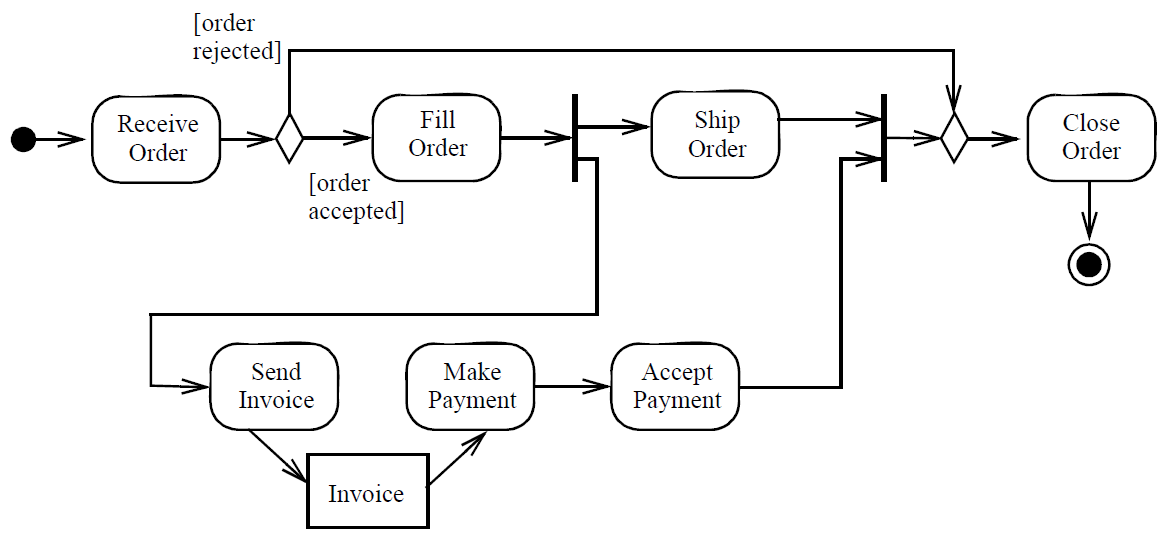 [order
rejected]
Receive
Order
Fill
Order
Ship
Order
Close
Order
[order
accepted]
Send
Invoice
Make
Payment
Accept
Payment
Invoice